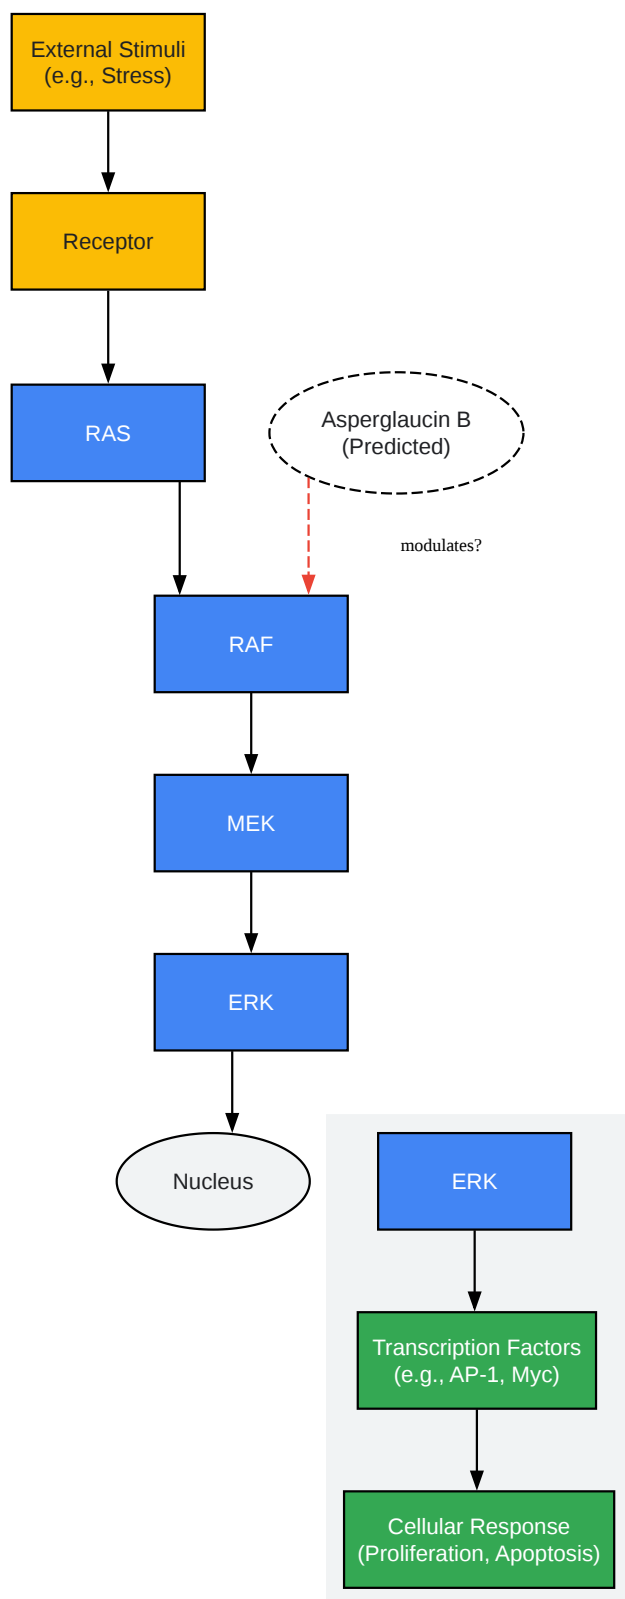 External Stimuli
(e.g., Stress)
Receptor
RAS
Asperglaucin B
(Predicted)
modulates?
RAF
MEK
ERK
Nucleus
ERK
Transcription Factors
(e.g., AP-1, Myc)
Cellular Response
(Proliferation, Apoptosis)